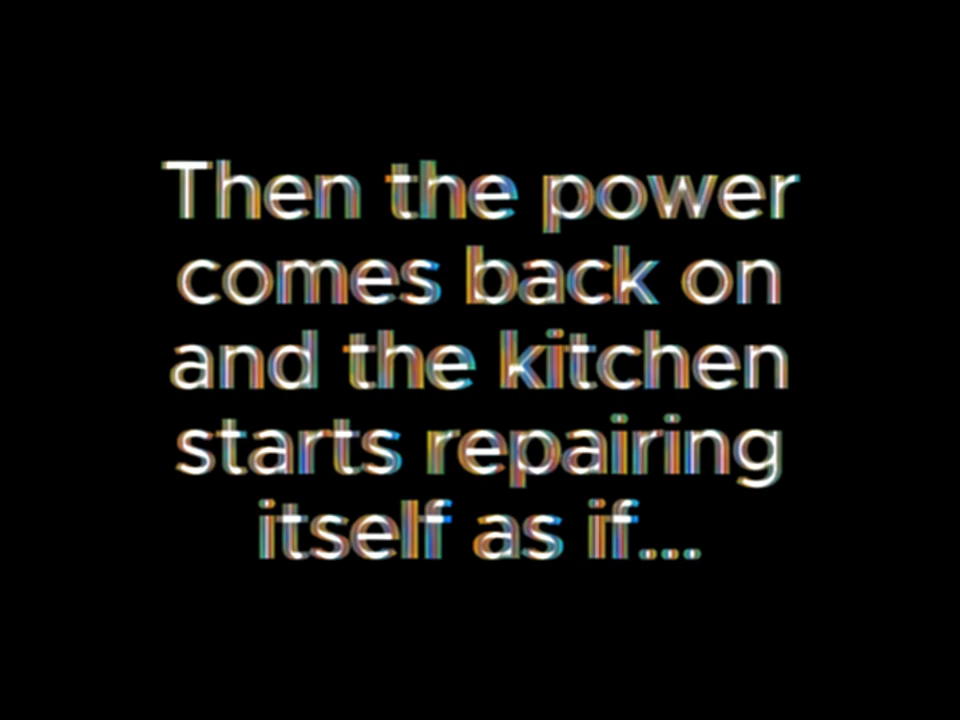 Then the power
comes back on
and the kitchen
starts repairing
itself as if...